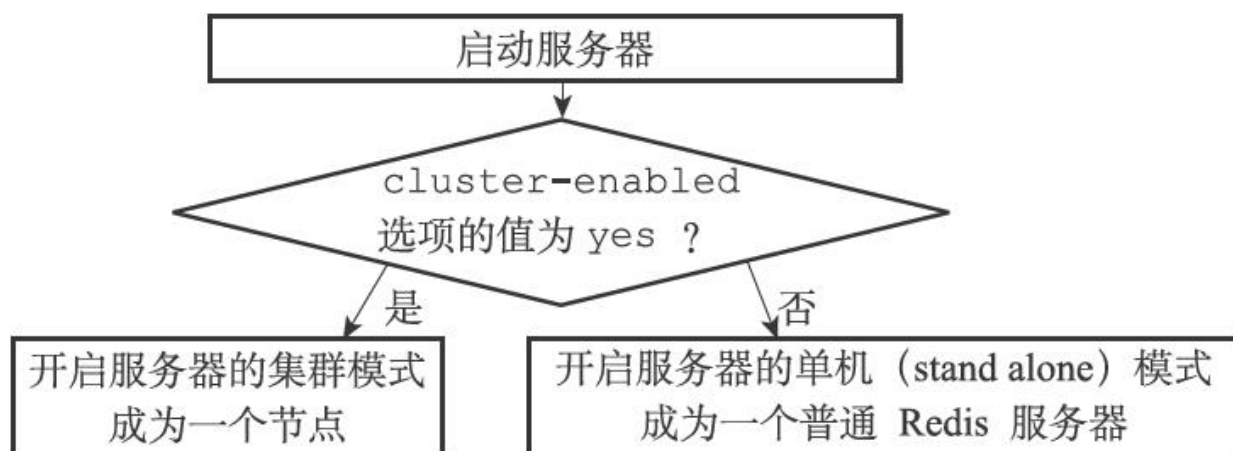 启动服务器
cluster-enabled
选项的值为 yes ?
是
否
开启服务器的集群模式
成为一个节点
开启服务器的单机（stand alone）模式
成为一个普通 Redis 服务器